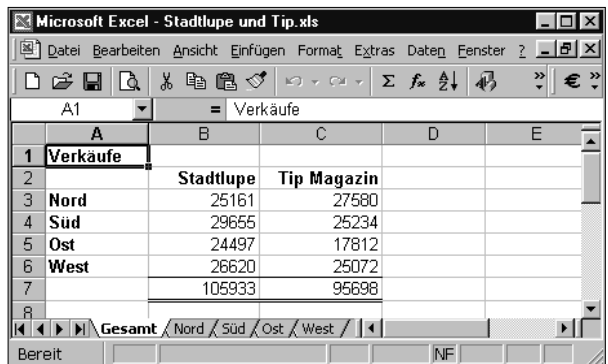 Microsoft Excel - Stadtlupe und Tip.xls
Datei Bearbeiten Ansicht Einfügen Format Extras Daten Fenster ?
Σ fx € 
A1 = Verkäufe
A B C D E
1 Verkäufe
2 Stadtlupe Tip Magazin
3 Nord 25161 27580
4 Süd 29655 25234
5 Ost 24497 17812
6 West 26620 25072
7 105933 95698
8
Gesamt Nord Süd Ost West
Bereit NF